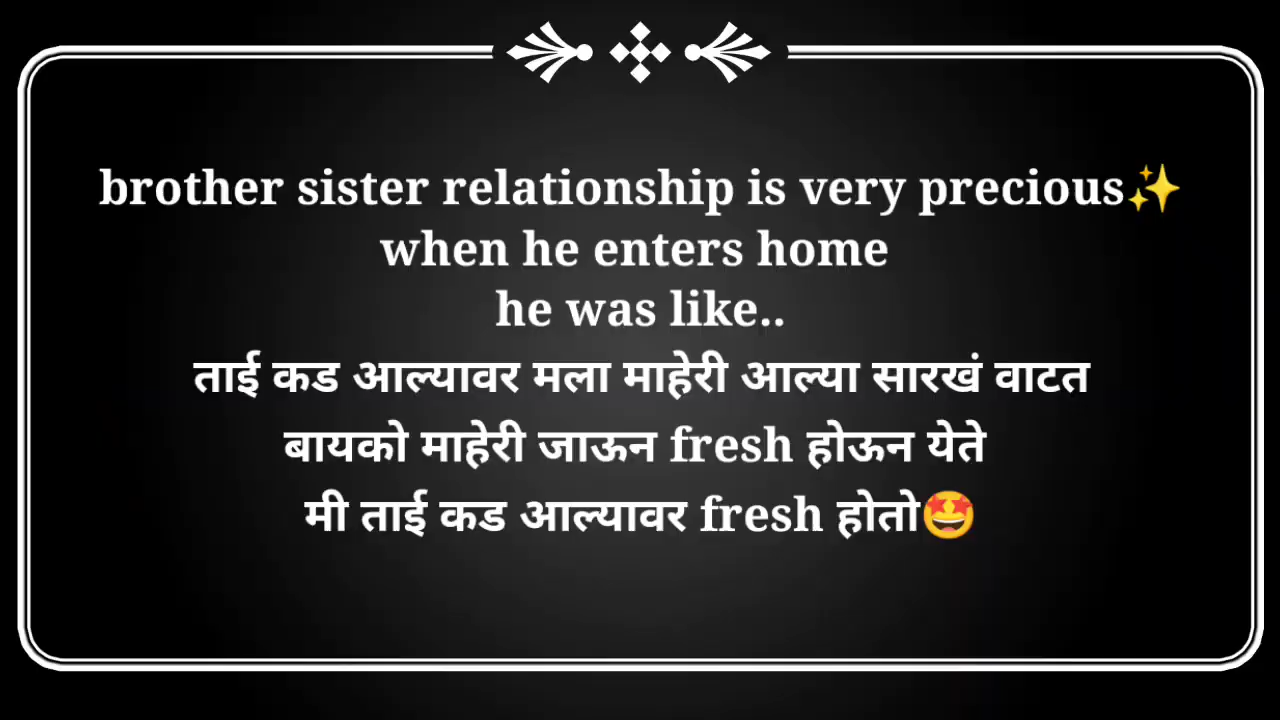 brother sister relationship is very precious✨
when he enters home
he was like..
ताई कड आल्यावर मला माहेरी आल्या सारखं वाटत
बायको माहेरी जाऊन fresh होऊन येते
मी ताई कड आल्यावर fresh होतो🤩